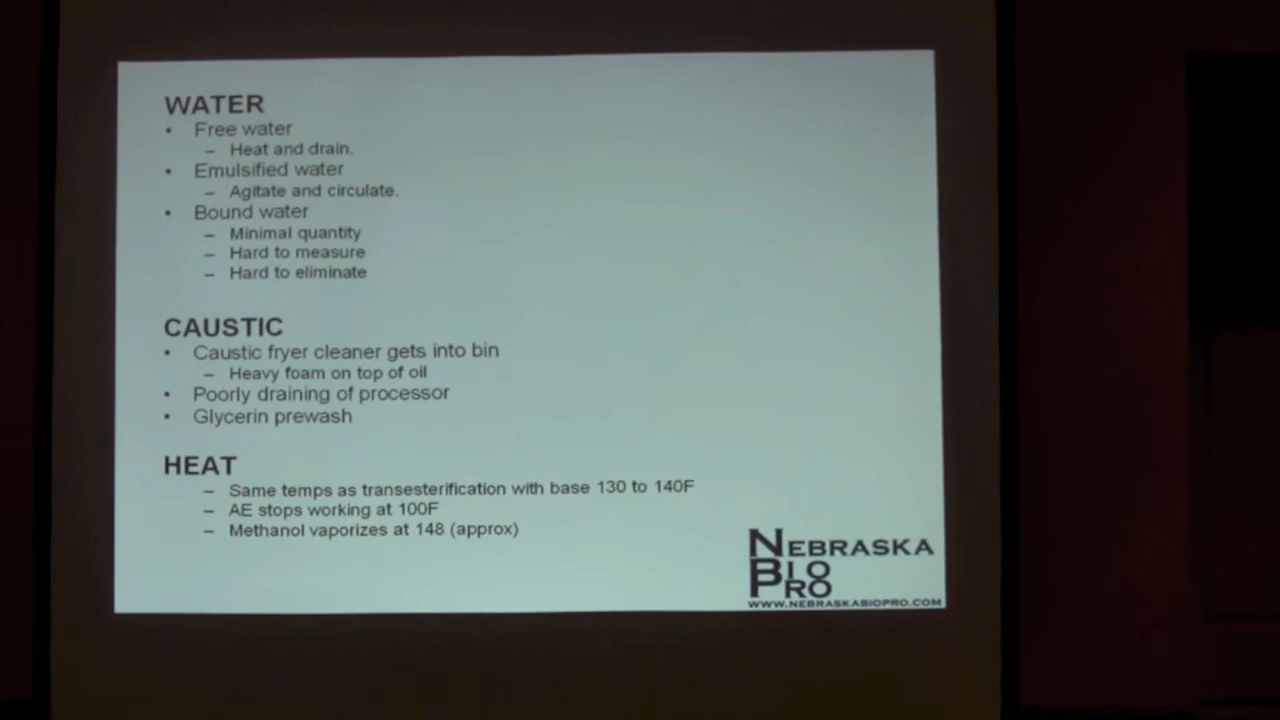 WATER
• Free water
– Heat and drain.
• Emulsified water
– Agitate and circulate.
• Bound water
– Minimal quantity
– Hard to measure
– Hard to eliminate
CAUSTIC
• Caustic fryer cleaner gets into bin
– Heavy foam on top of oil
• Poorly draining of processor
• Glycerin prewash
HEAT
– Same temps as transesterification with base 130 to 140F
– AE stops working at 100F
– Methanol vaporizes at 148 (approx)
NEBRASKA
BIO
PRO
WWW.NEBRASKABIOPRO.COM